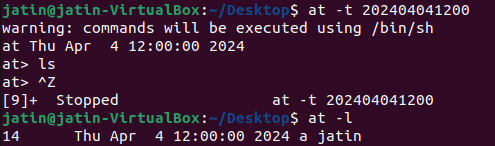 jatin@jatin-VirtualBox:~/Desktop$ at -t 202404041200
warning: commands will be executed using /bin/sh
at Thu Apr  4 12:00:00 2024
at> ls
at> ^Z
[9]+  Stopped                 at -t 202404041200
jatin@jatin-VirtualBox:~/Desktop$ at -l
14      Thu Apr  4 12:00:00 2024 a jatin